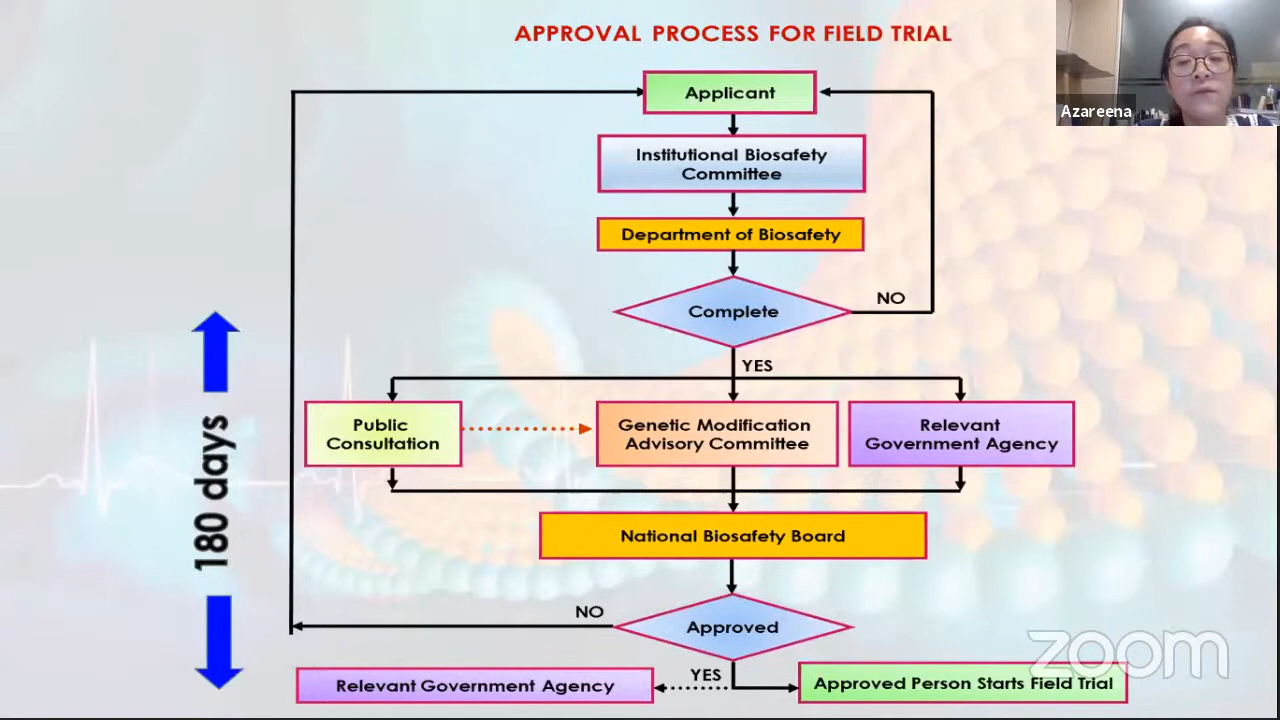 APPROVAL PROCESS FOR FIELD TRIAL
Applicant
Azareena
Institutional Biosafety
Committee
Department of Biosafety
Complete
NO
YES
Public
Consultation
Genetic Modification
Advisory Committee
Relevant
Government Agency
180 days
National Biosafety Board
Approved
NO
YES
Relevant Government Agency
Approved Person Starts Field Trial
zoom